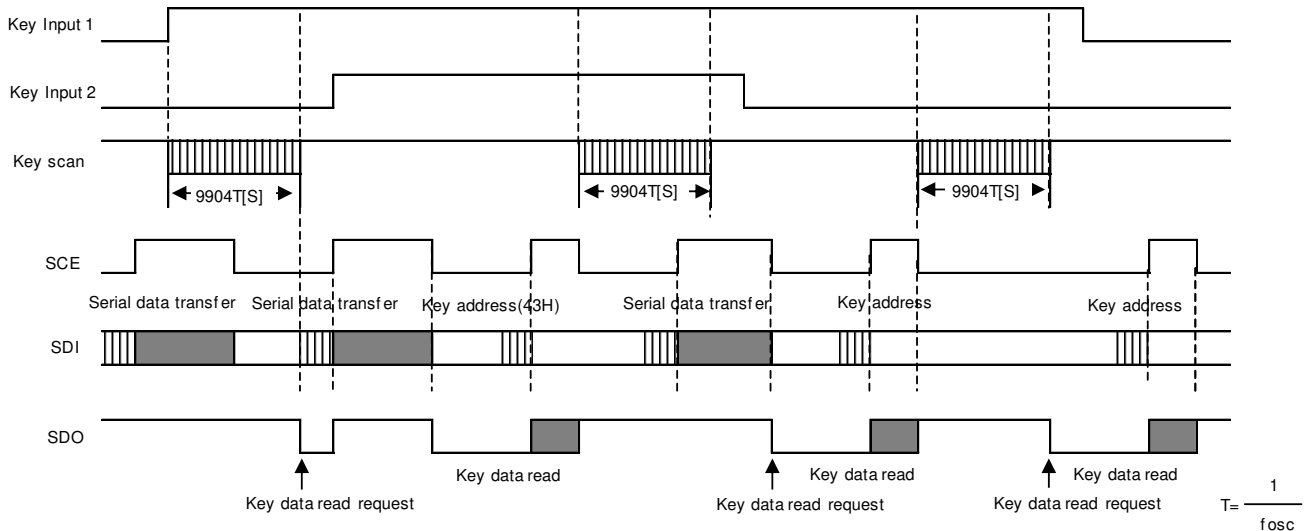 Key Input 1
Key Input 2
Key scan
9904T[S]
9904T[S]
9904T[S]
SCE
Serial data transfer
Serial data transfer
Key address(43H)
Serial data transfer
Key address
Key address
SDI
SDO
Key data read
Key data read
Key data read
Key data read request
Key data read request
Key data read request
T= 1
fosc